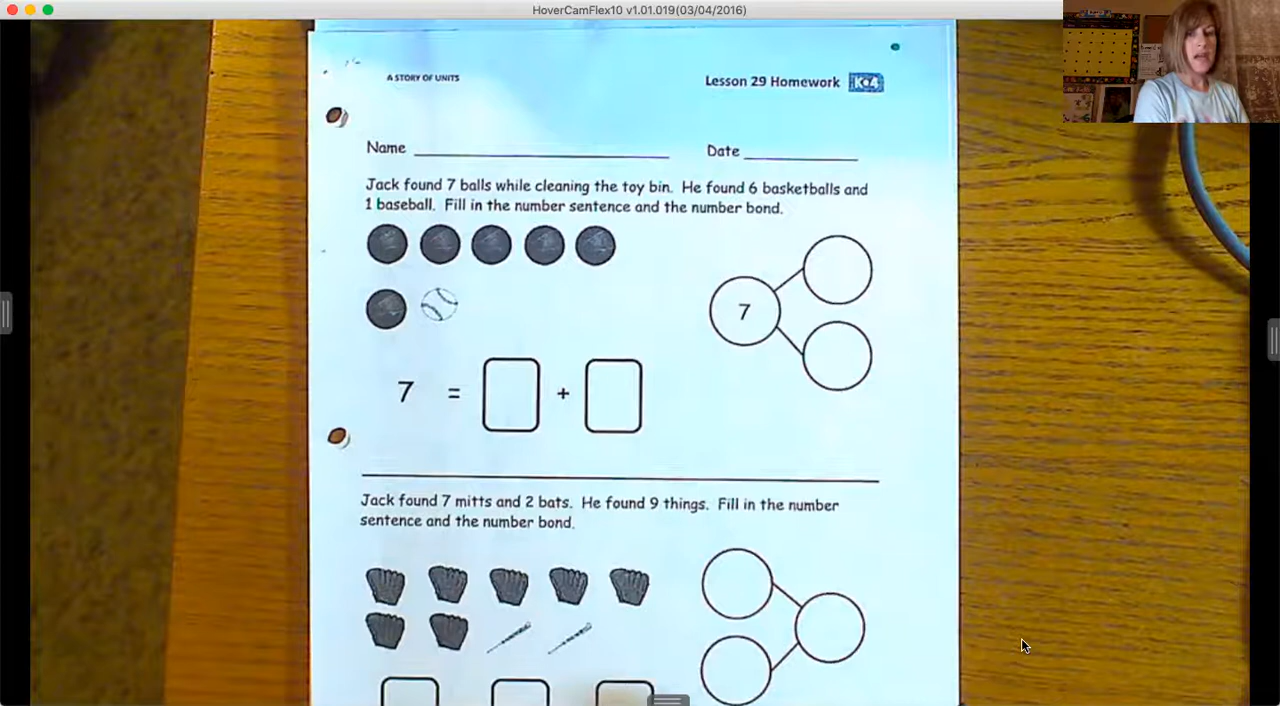 HoverCamFlex10 v1.01.019(03/04/2016)
A STORY OF UNITS
Lesson 29 Homework
Name
Date
Jack found 7 balls while cleaning the toy bin. He found 6 basketballs and
1 baseball. Fill in the number sentence and the number bond.
7
7 = +
Jack found 7 mitts and 2 bats. He found 9 things. Fill in the number
sentence and the number bond.